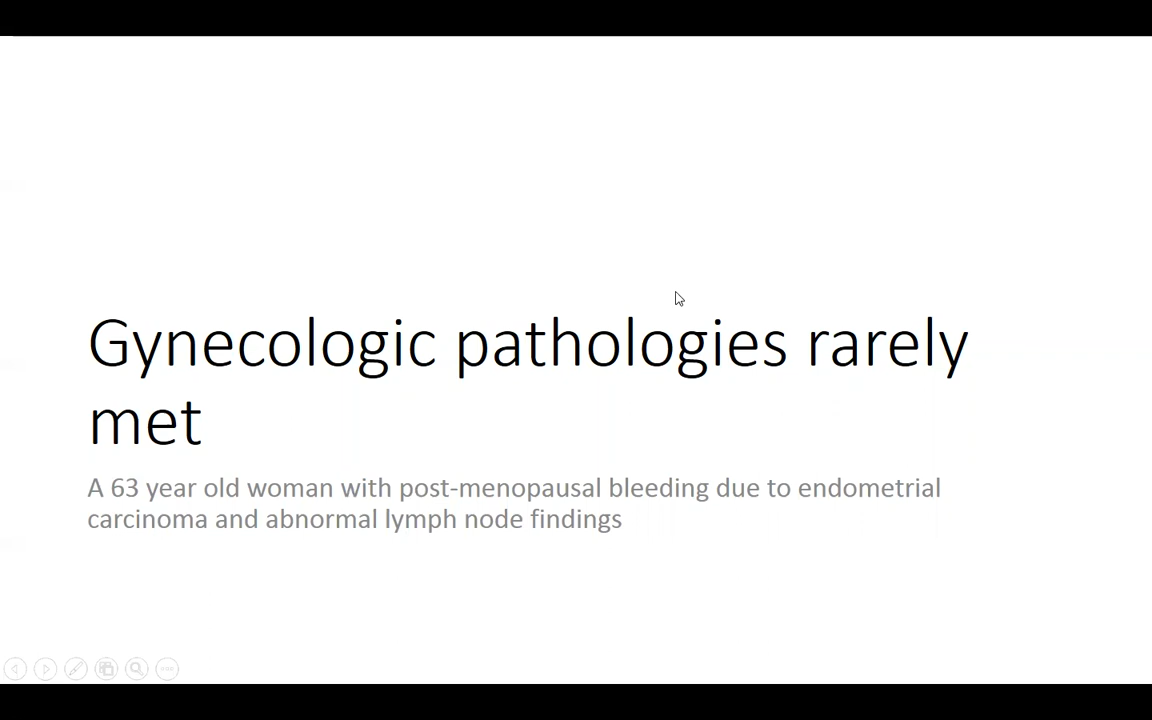 Gynecologic pathologies rarely
met
A 63 year old woman with post-menopausal bleeding due to endometrial
carcinoma and abnormal lymph node findings